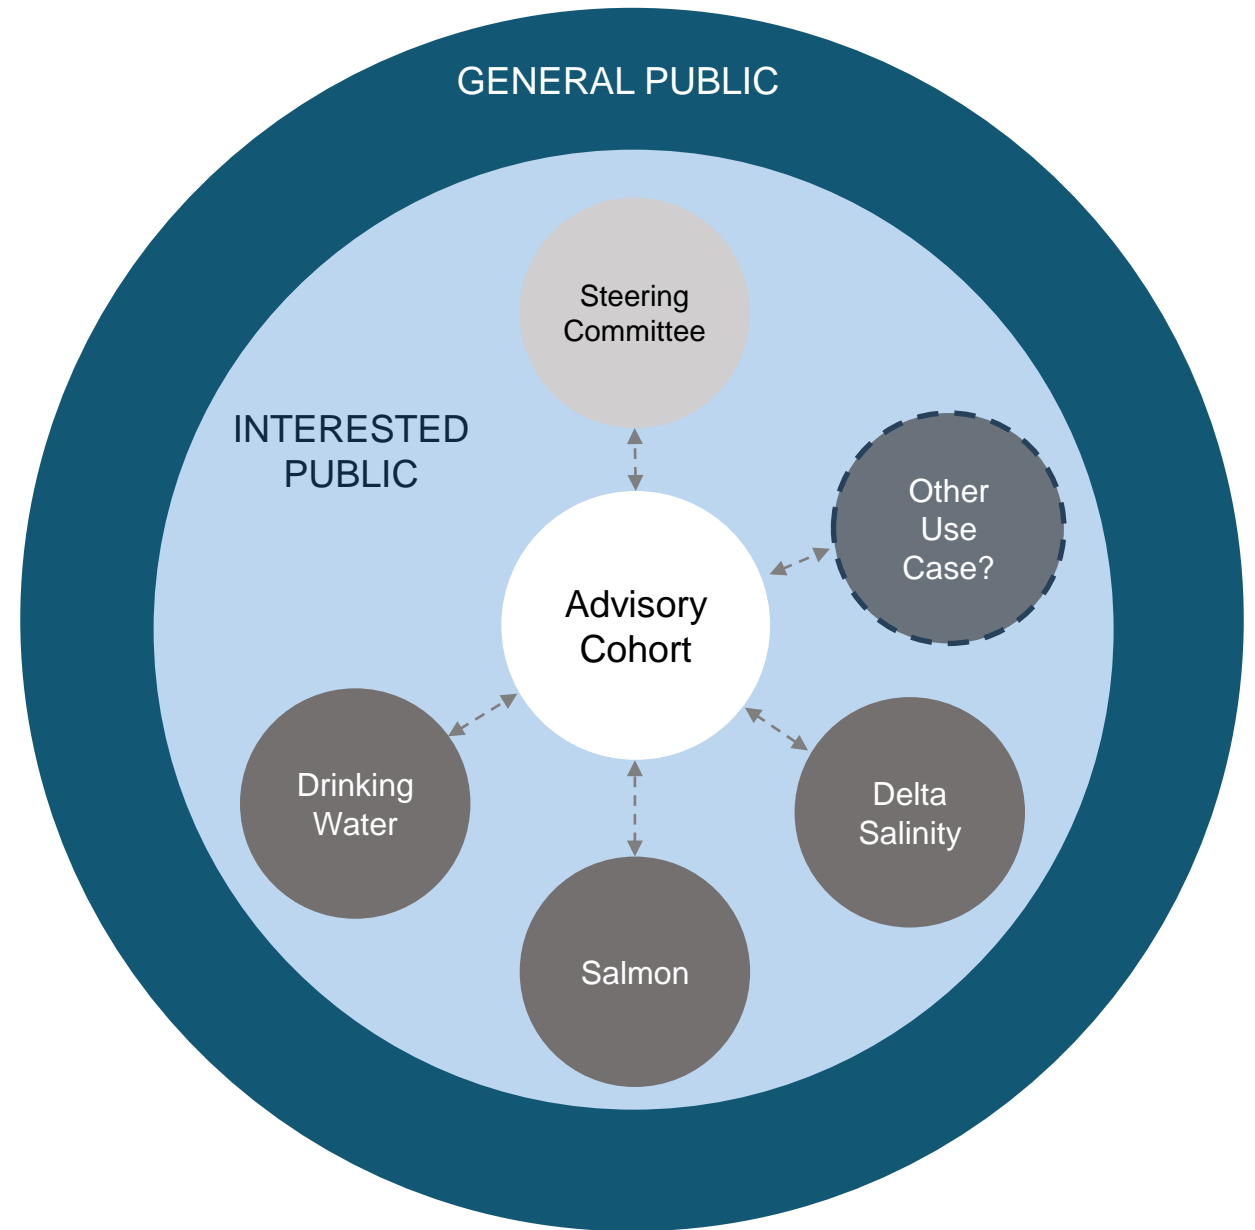 GENERAL PUBLIC
Steering
Committee
INTERESTED
PUBLIC
Other
Use
Case?
Advisory
Cohort
Drinking
Water
Delta
Salinity
Salmon